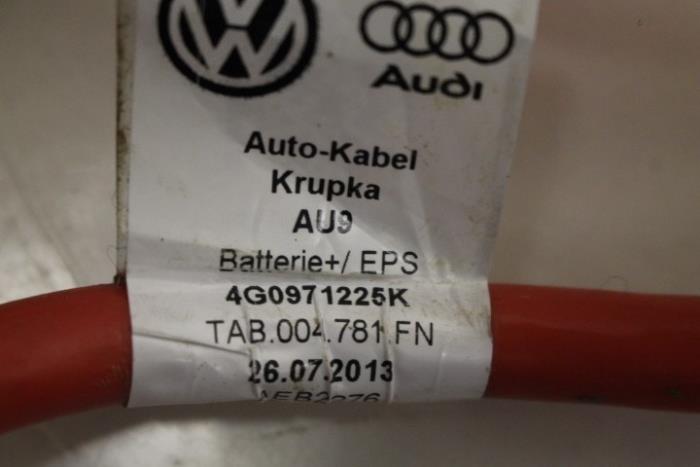 Audi
Auto-Kabel
Krupka
AU9
Batterie+/ EPS
4G0971225K
TAB.004.781.FN
26.07.2013